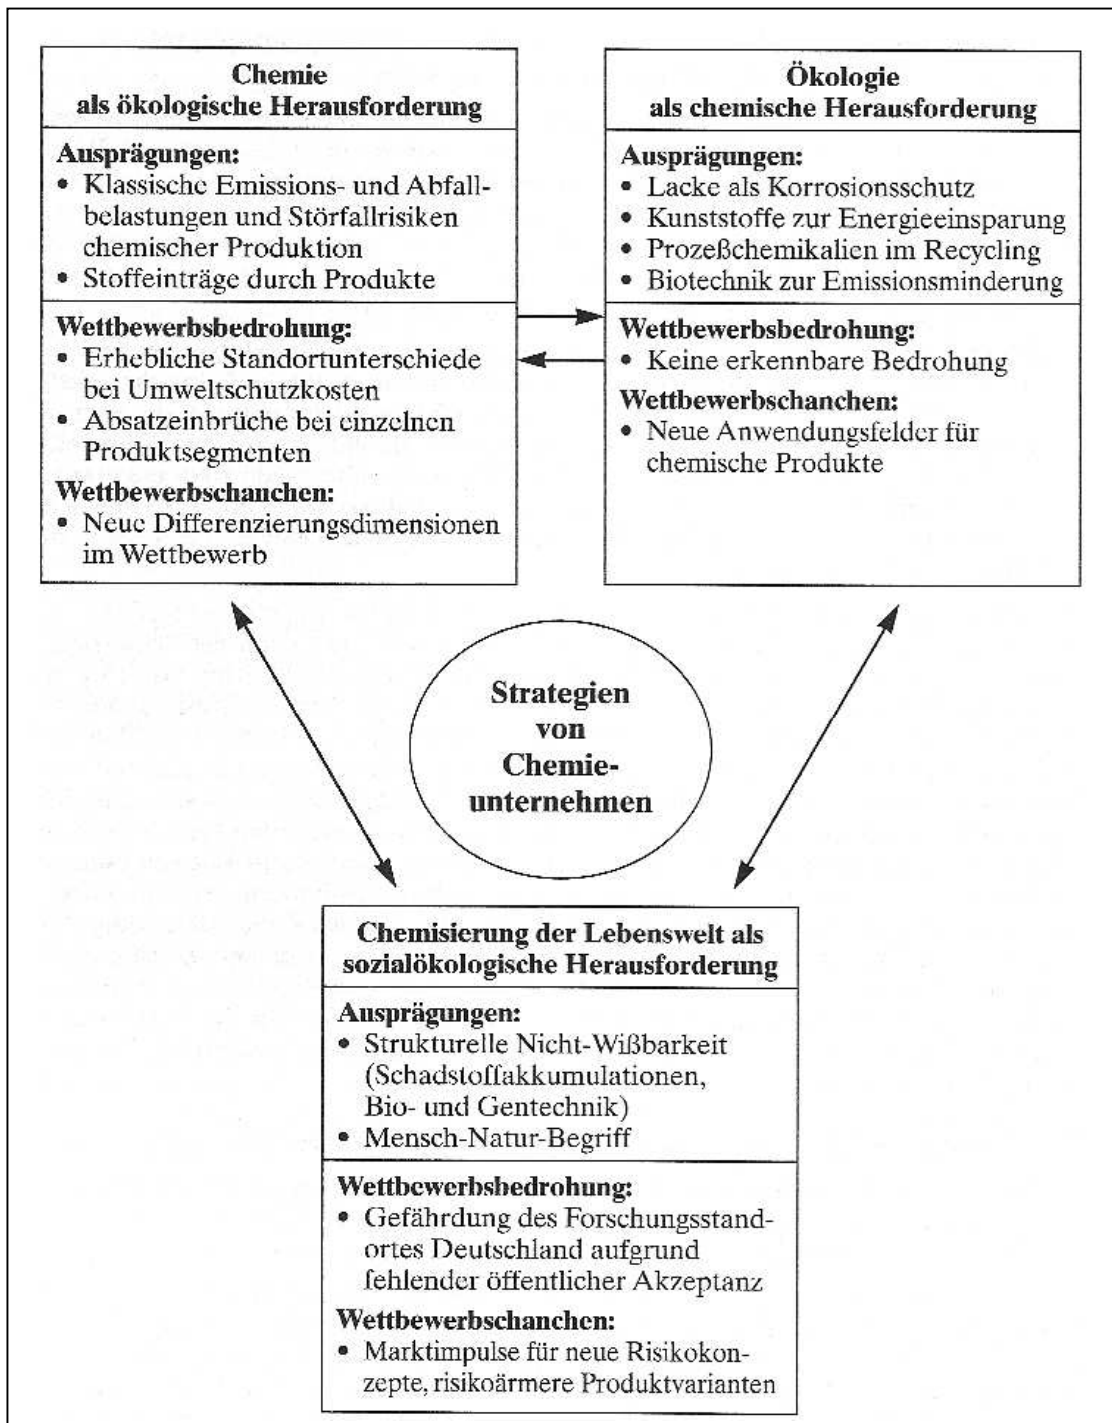 Chemie
als ökologische Herausforderung
Ausprägungen:
• Klassische Emissions- und Abfall-
belastungen und Störfallrisiken
chemischer Produktion
• Stoffeinträge durch Produkte
Wettbewerbsbedrohung:
• Erhebliche Standortunterschiede
bei Umweltschutzkosten
• Absatzeinbrüche bei einzelnen
Produktsegmenten
Wettbewerbschanchen:
• Neue Differenzierungsdimensionen
im Wettbewerb
Ökologie
als chemische Herausforderung
Ausprägungen:
• Lacke als Korrosionsschutz
• Kunststoffe zur Energieeinsparung
• Prozeßchemikalien im Recycling
• Biotechnik zur Emissionsminderung
Wettbewerbsbedrohung:
• Keine erkennbare Bedrohung
Wettbewerbschanchen:
• Neue Anwendungsfelder für
chemische Produkte
Strategien
von
Chemie-
unternehmen
Chemisierung der Lebenswelt als
sozialökologische Herausforderung
Ausprägungen:
• Strukturelle Nicht-Wißbarkeit
(Schadstoffakkumulationen,
Bio- und Gentechnik)
• Mensch-Natur-Begriff
Wettbewerbsbedrohung:
• Gefährdung des Forschungsstand-
ortes Deutschland aufgrund
fehlender öffentlicher Akzeptanz
Wettbewerbschanchen:
• Marktimpulse für neue Risikokon-
zepte, risikoärmere Produktvarianten